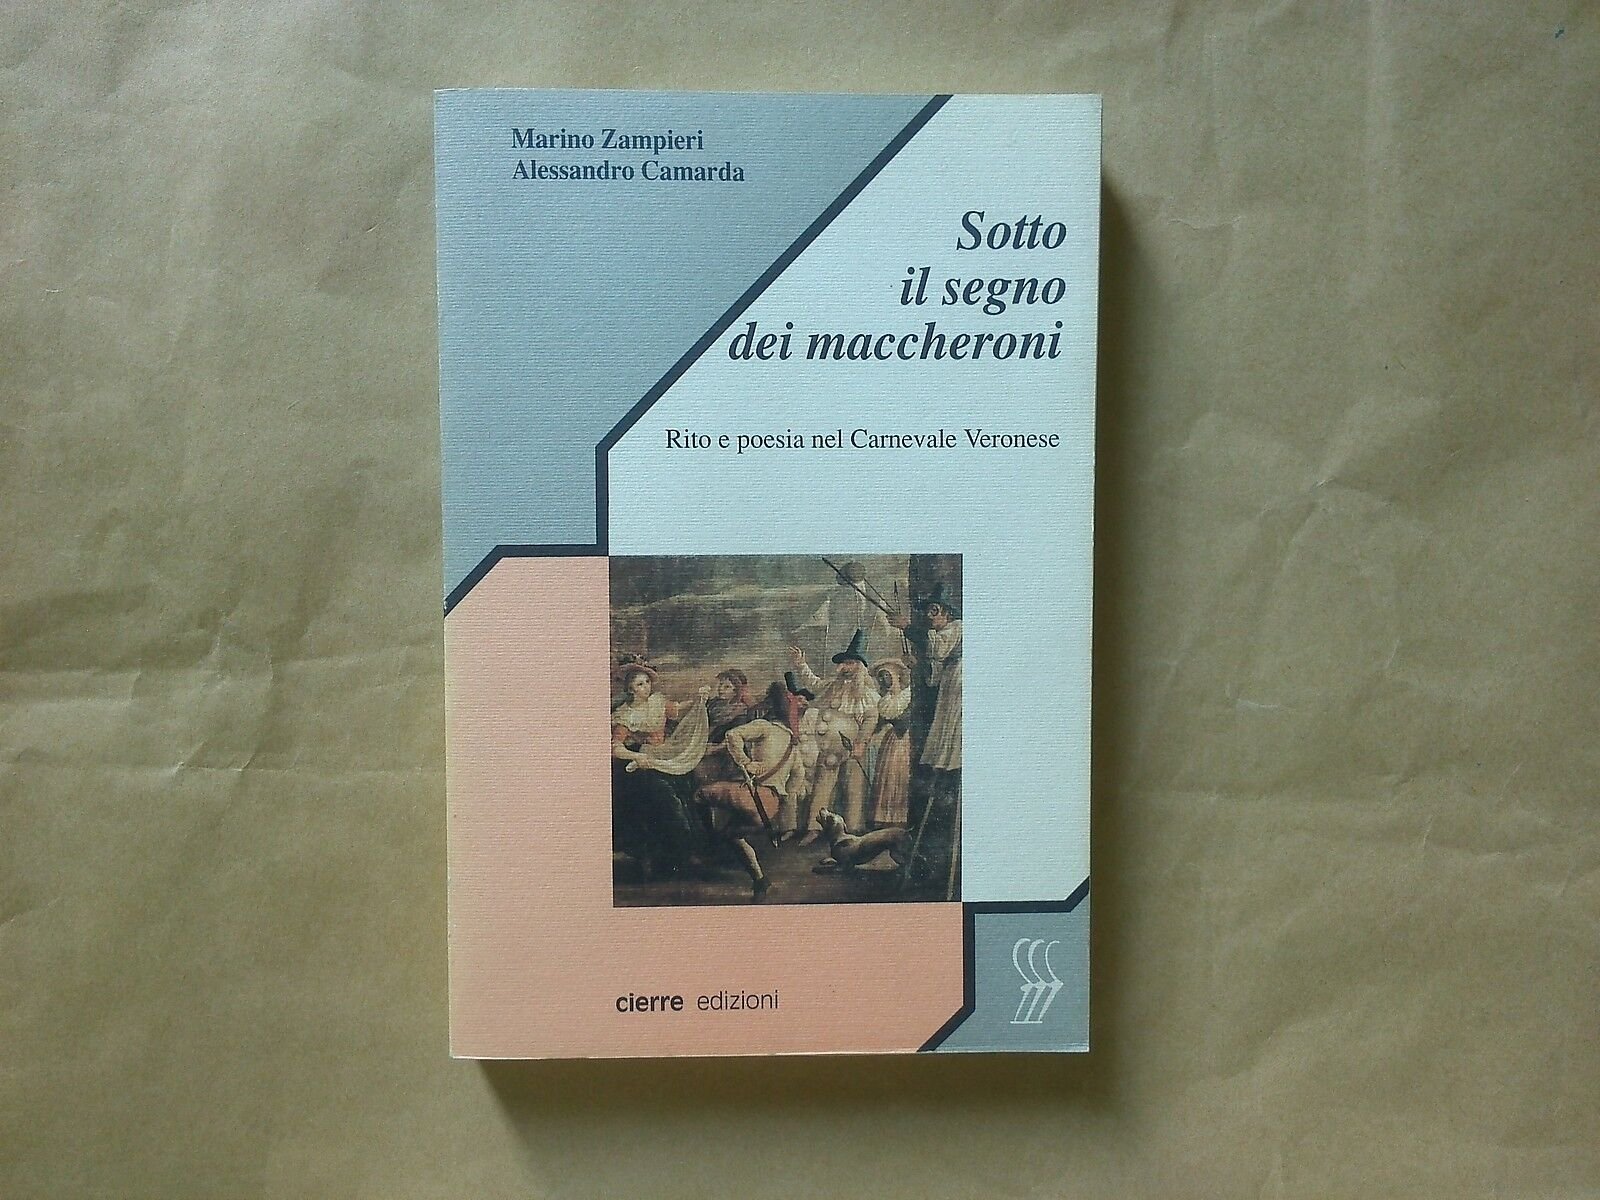 Marino Zampieri
Alessandro Camarda
Sotto
il segno
dei maccheroni
Rito e poesia nel Carnevale Veronese
cierre edizioni